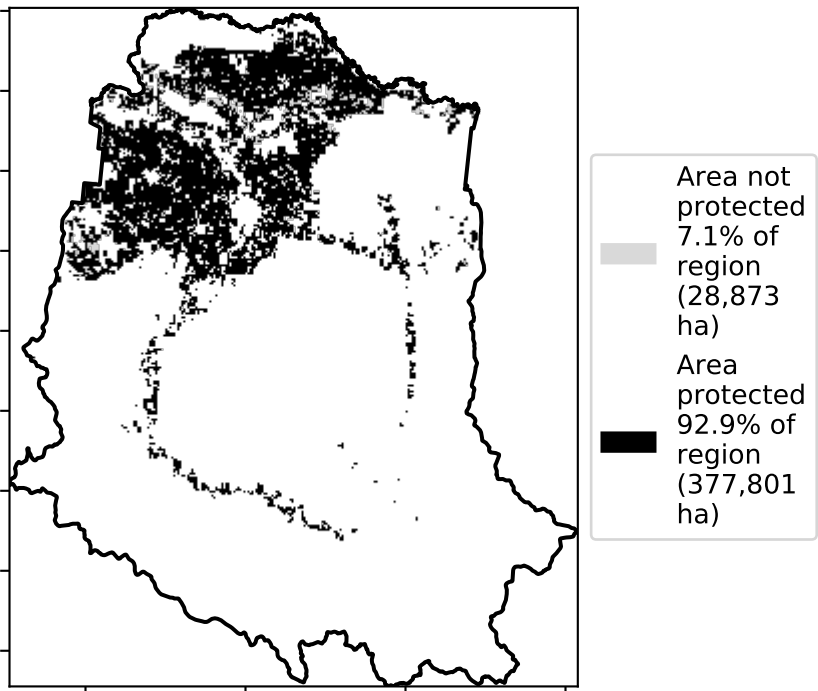 Area not
protected
7.1% of
region
(28,873
ha)
Area
protected
92.9% of
region
(377,801
ha)